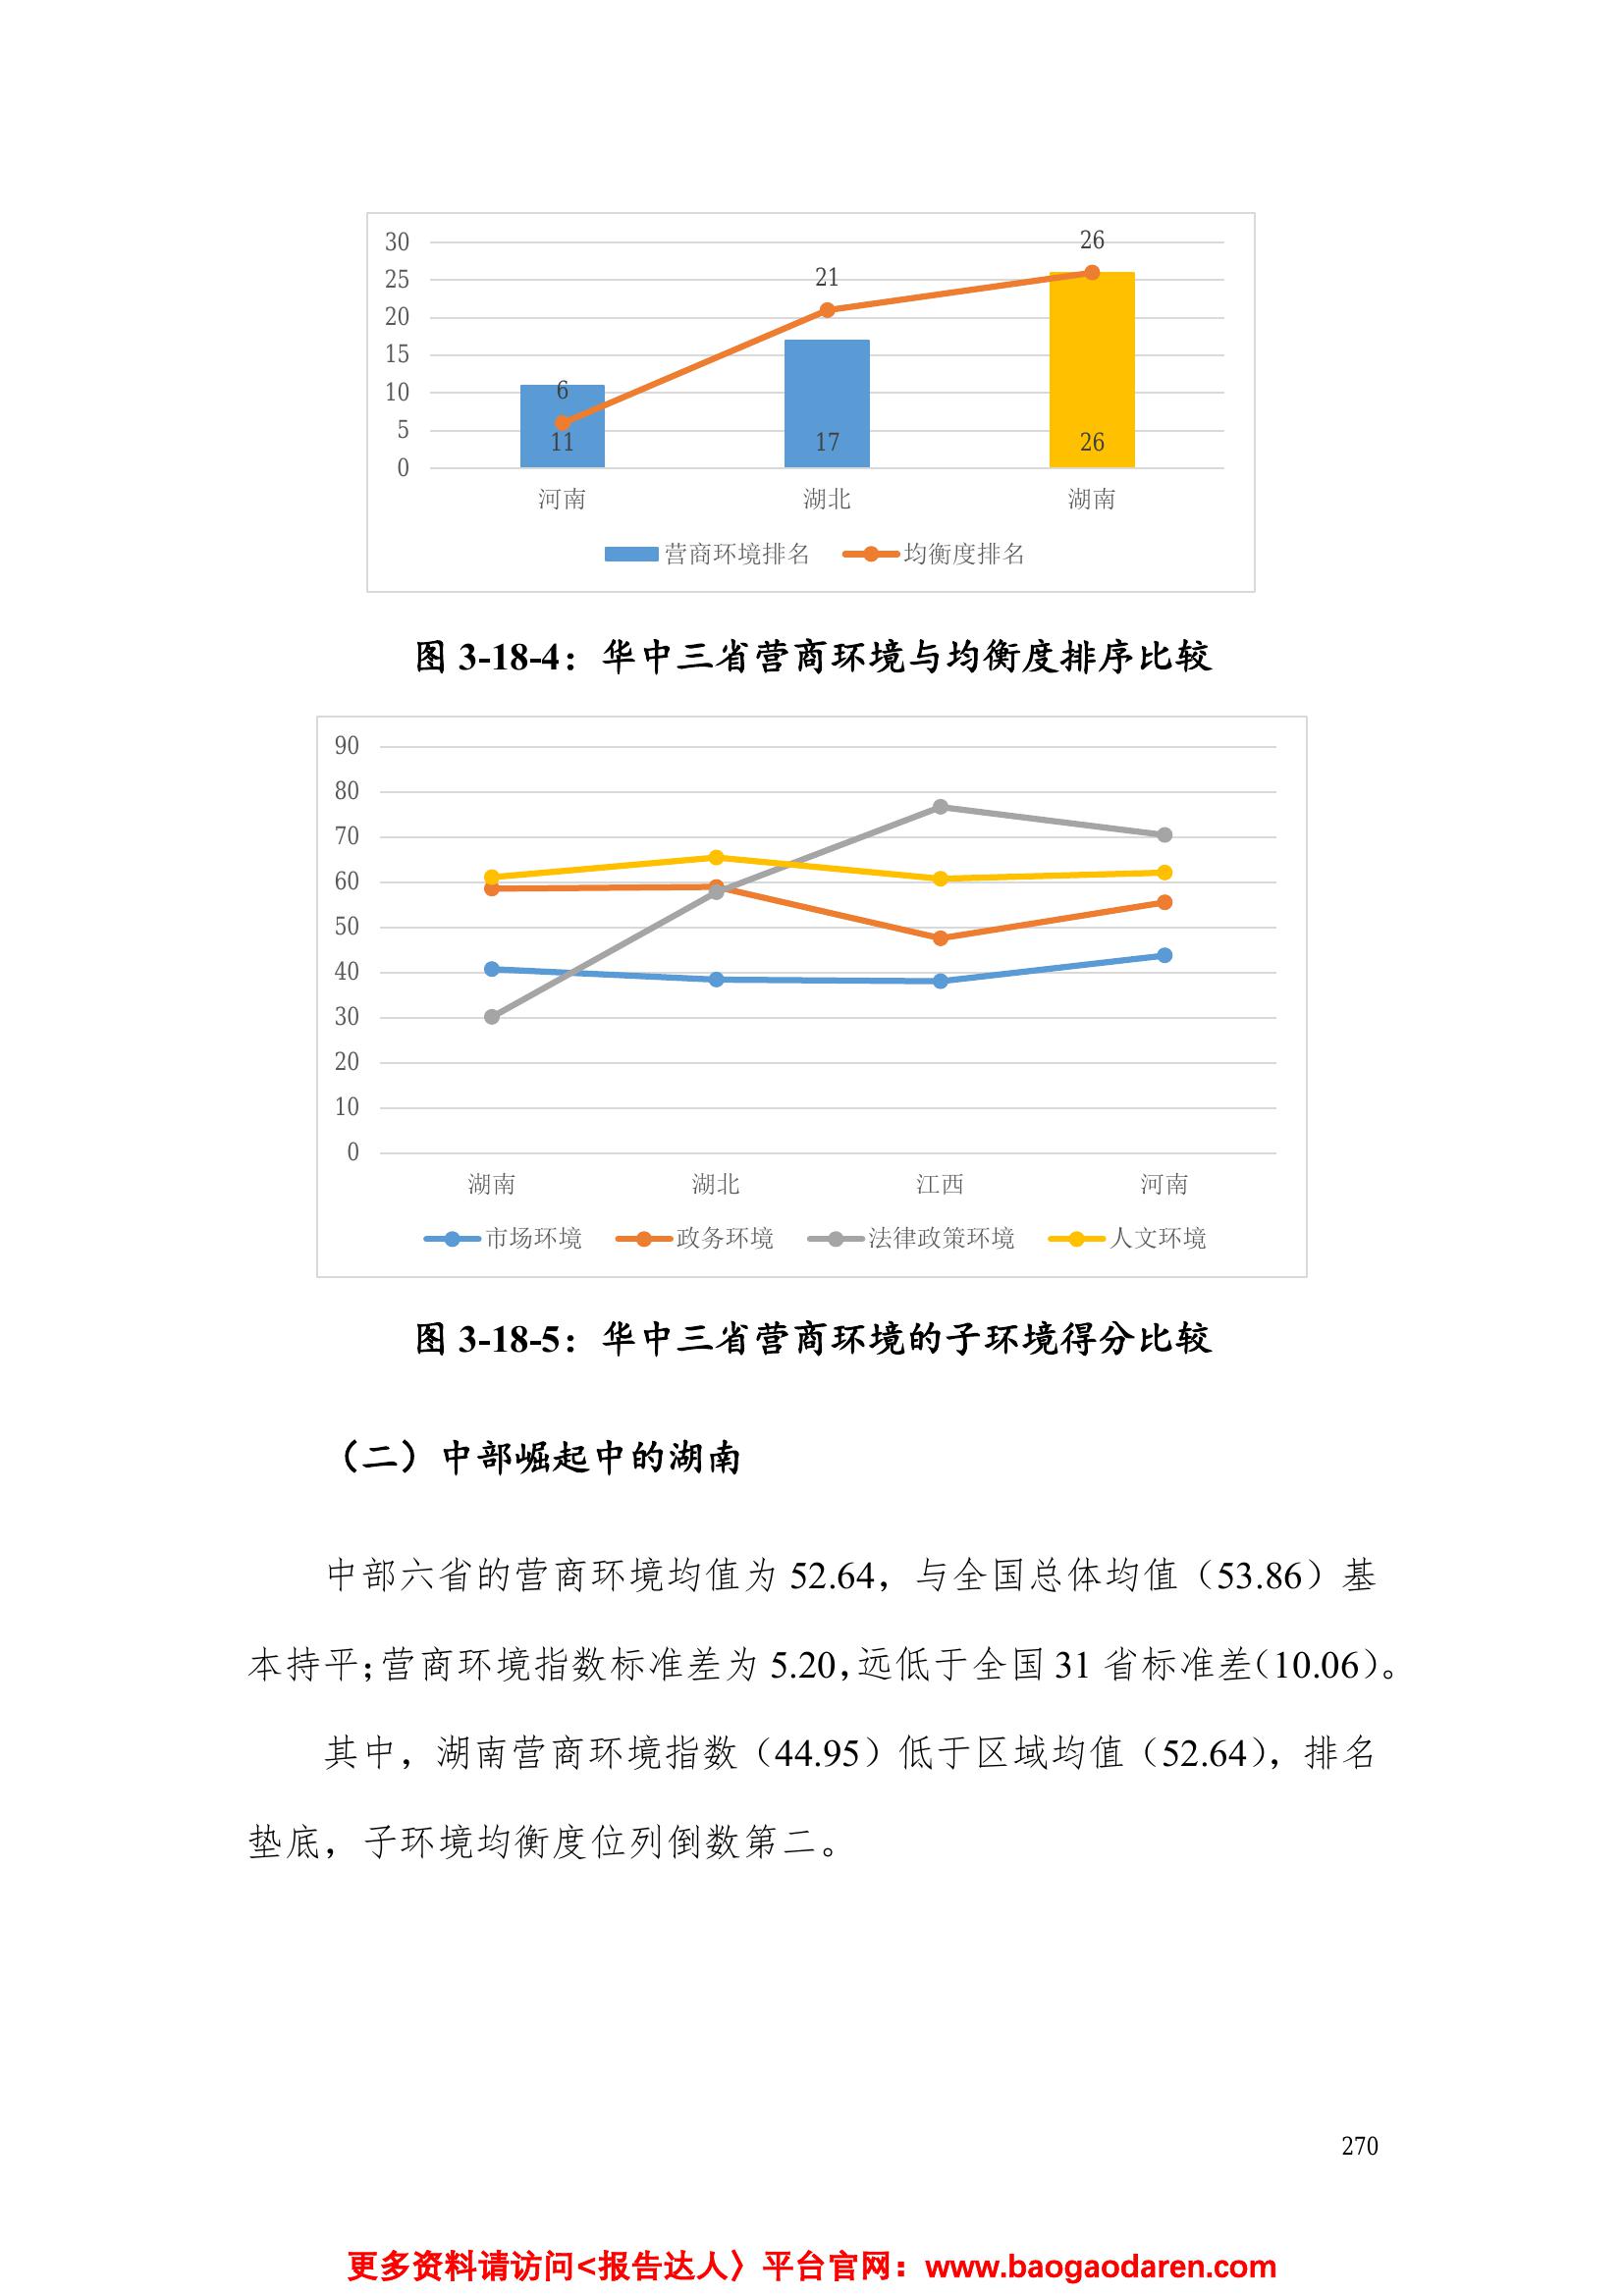 30
25
20
15
10
5
0
26
21
6
11
17
26
河南 湖北 湖南
营商环境排名 均衡度排名
图 3-18-4：华中三省营商环境与均衡度排序比较
90
80
70
60
50
40
30
20
10
0
湖南 湖北 江西 河南
市场环境 政务环境 法律政策环境 人文环境
图 3-18-5：华中三省营商环境的子环境得分比较
（二）中部崛起中的湖南
中部六省的营商环境均值为 52.64，与全国总体均值（53.86）基
本持平；营商环境指数标准差为 5.20，远低于全国 31 省标准差（10.06）。
其中，湖南营商环境指数（44.95）低于区域均值（52.64），排名
垫底，子环境均衡度位列倒数第二。
270
更多资料请访问<报告达人〉平台官网：www.baogaodaren.com